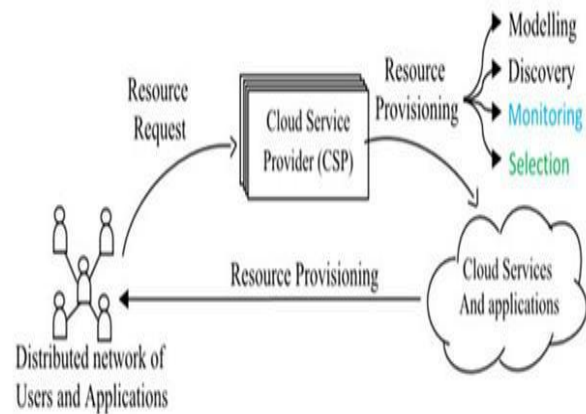 Modelling
Discovery
Monitoring
Selection
Resource
Provisioning
Resource
Request
Cloud Service
Provider (CSP)
Resource Provisioning
Cloud Services
And applications
Distributed network of
Users and Applications